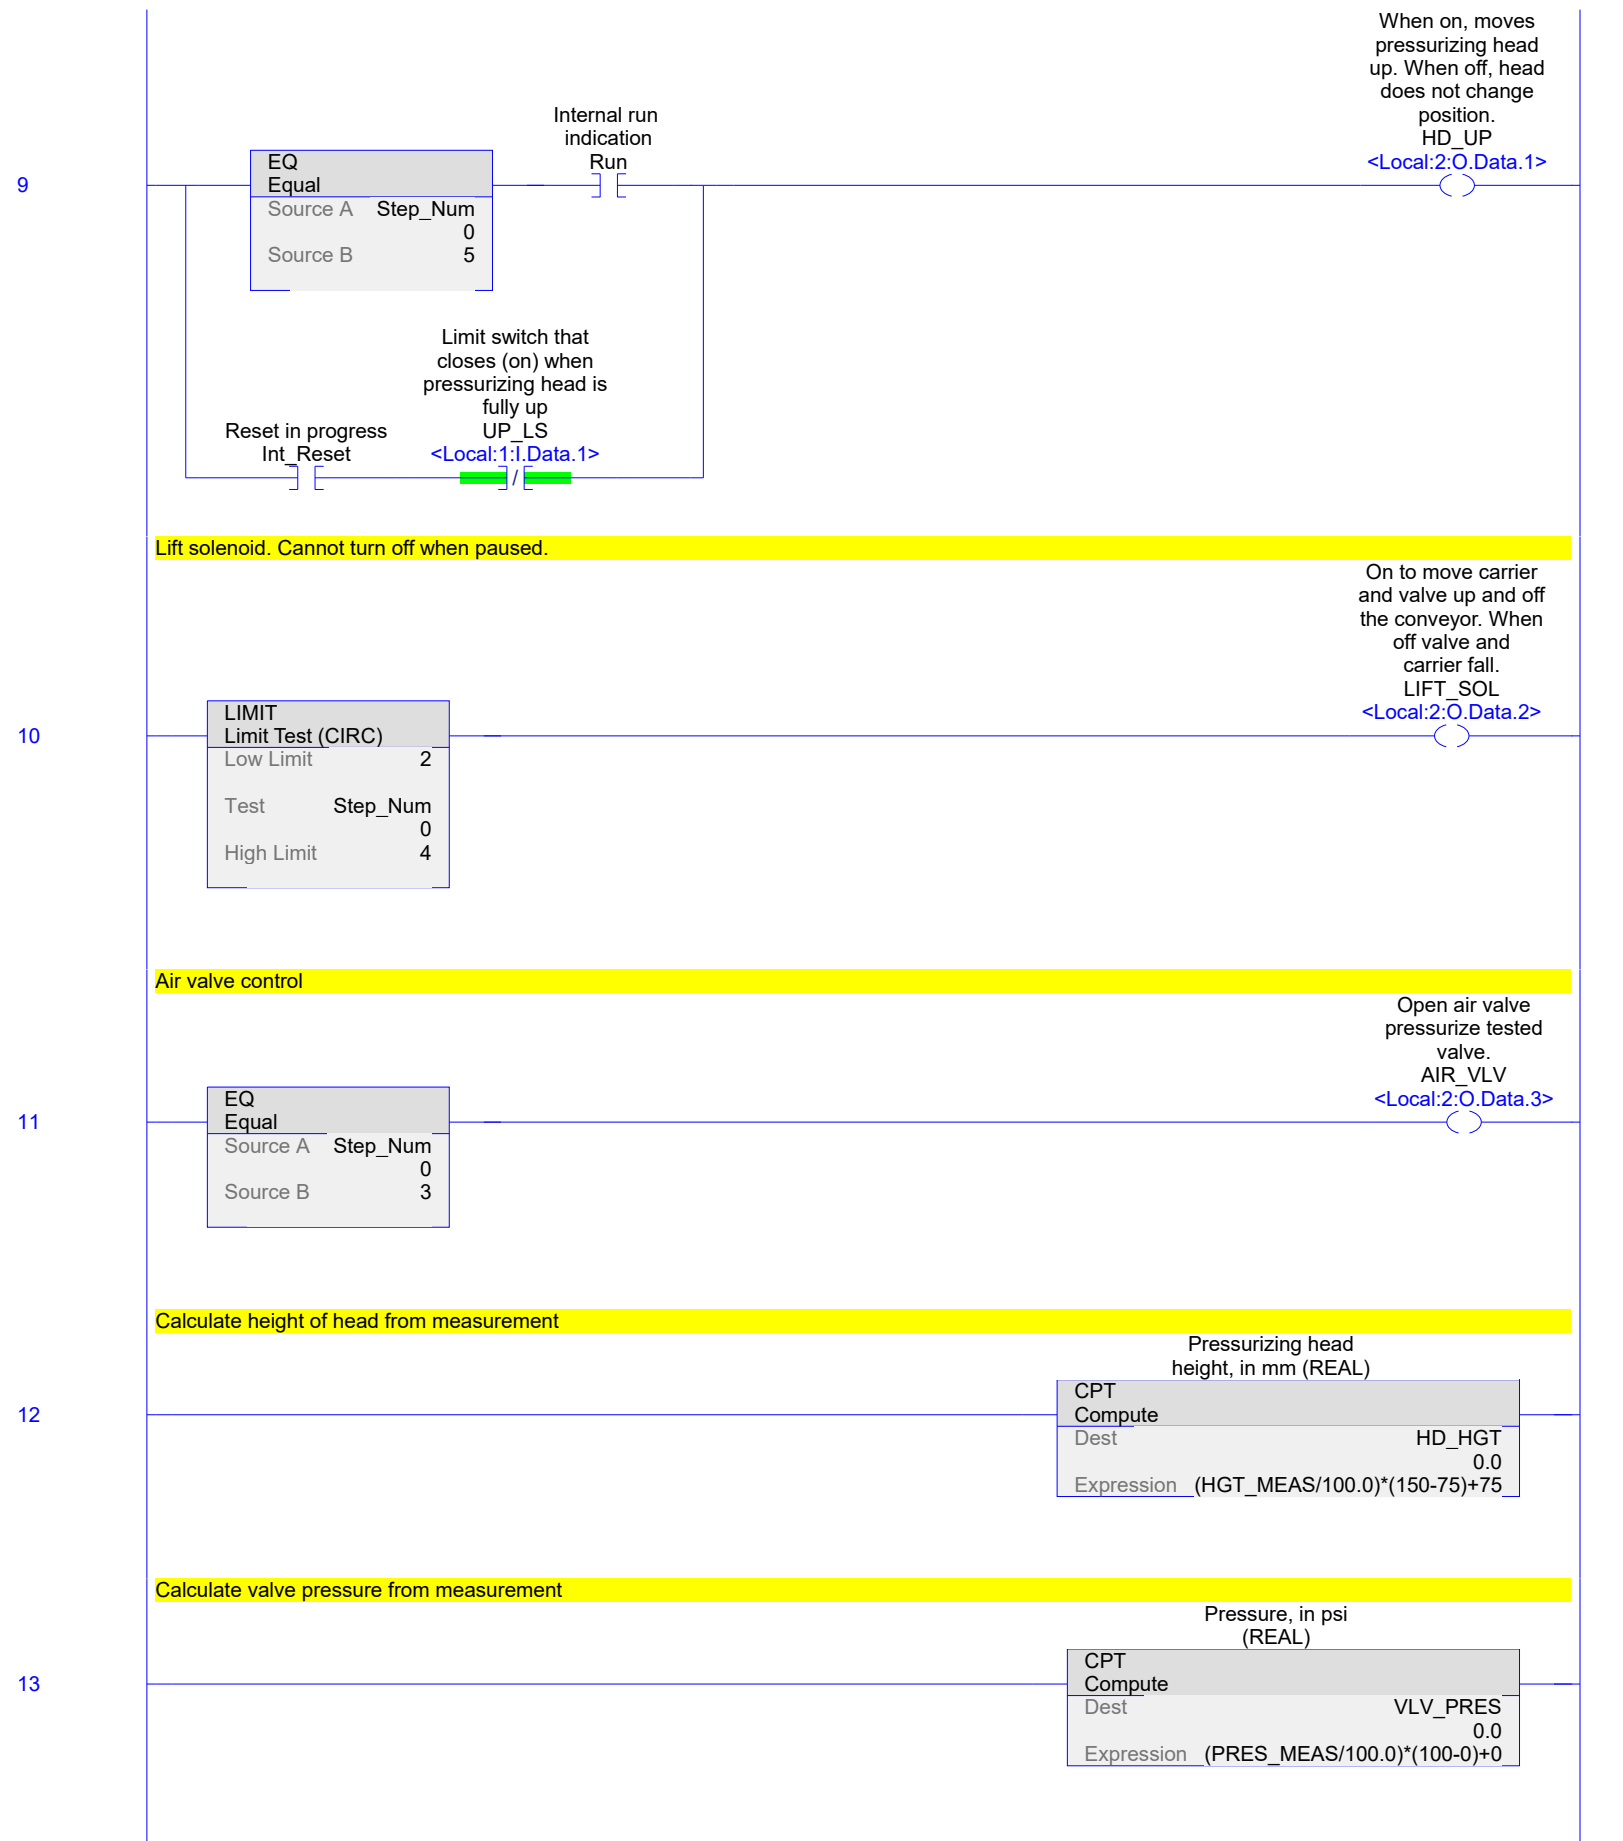 When on, moves
pressurizing head
up. When off, head
does not change
position.
HD_UP
<Local:2:O.Data.1>
Internal run
indication
Run
9
EQ
Equal
Source A Step_Num
0
Source B 5
Limit switch that
closes (on) when
pressurizing head is
fully up
UP_LS
<Local:1:I.Data.1>
Reset in progress
Int_Reset
/
Lift solenoid. Cannot turn off when paused.
On to move carrier
and valve up and off
the conveyor. When
off valve and
carrier fall.
LIFT_SOL
<Local:2:O.Data.2>
10
LIMIT
Limit Test (CIRC)
Low Limit 2
Test Step_Num
0
High Limit 4
Air valve control
Open air valve
pressurize tested
valve.
AIR_VLV
<Local:2:O.Data.3>
11
EQ
Equal
Source A Step_Num
0
Source B 3
Calculate height of head from measurement
Pressurizing head
height, in mm (REAL)
12
CPT
Compute
Dest HD_HGT
0.0
Expression (HGT_MEAS/100.0)*(150-75)+75
Calculate valve pressure from measurement
Pressure, in psi
(REAL)
13
CPT
Compute
Dest VLV_PRES
0.0
Expression (PRES_MEAS/100.0)*(100-0)+0